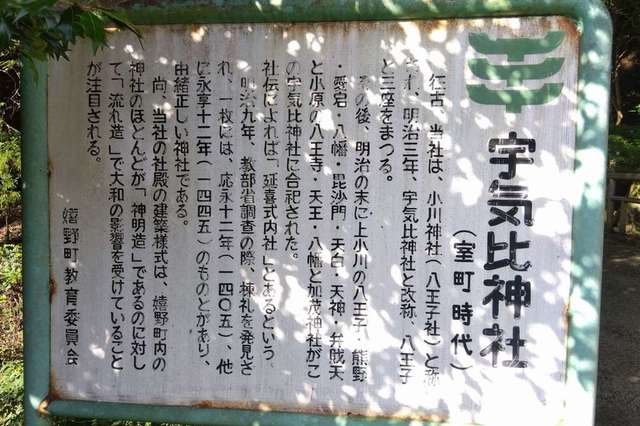 宇気比神社
（室町時代）
往古、当社は、小川神社（八王子社）と称
され、明治三年、宇気比神社と改称、八王子
と三座をまつる。
その後、明治の末に上小川の八王子・熊野
・愛宕・八幡・毘沙門・天白・天神・弁戝天
と小原の八王寺・天王・八幡と加茂神社がこ
の宇気比神社に合祀された。
社伝によれば、「延喜式内社」とあるという。
明治九年、教部省調査の際、棟札を発見さ
れ、一枚には、応永十二年（一四〇五）、他
に永享十二年（一四四五）のものとがあり、
由緒正しい神社である。
尚、当社の社殿の建築様式は、嬉野町内の
神社のほとんどが「神明造」であるのに対し
て「流れ造」で大和の影響を受けていること
が注目される。
嬉野町教育委員会